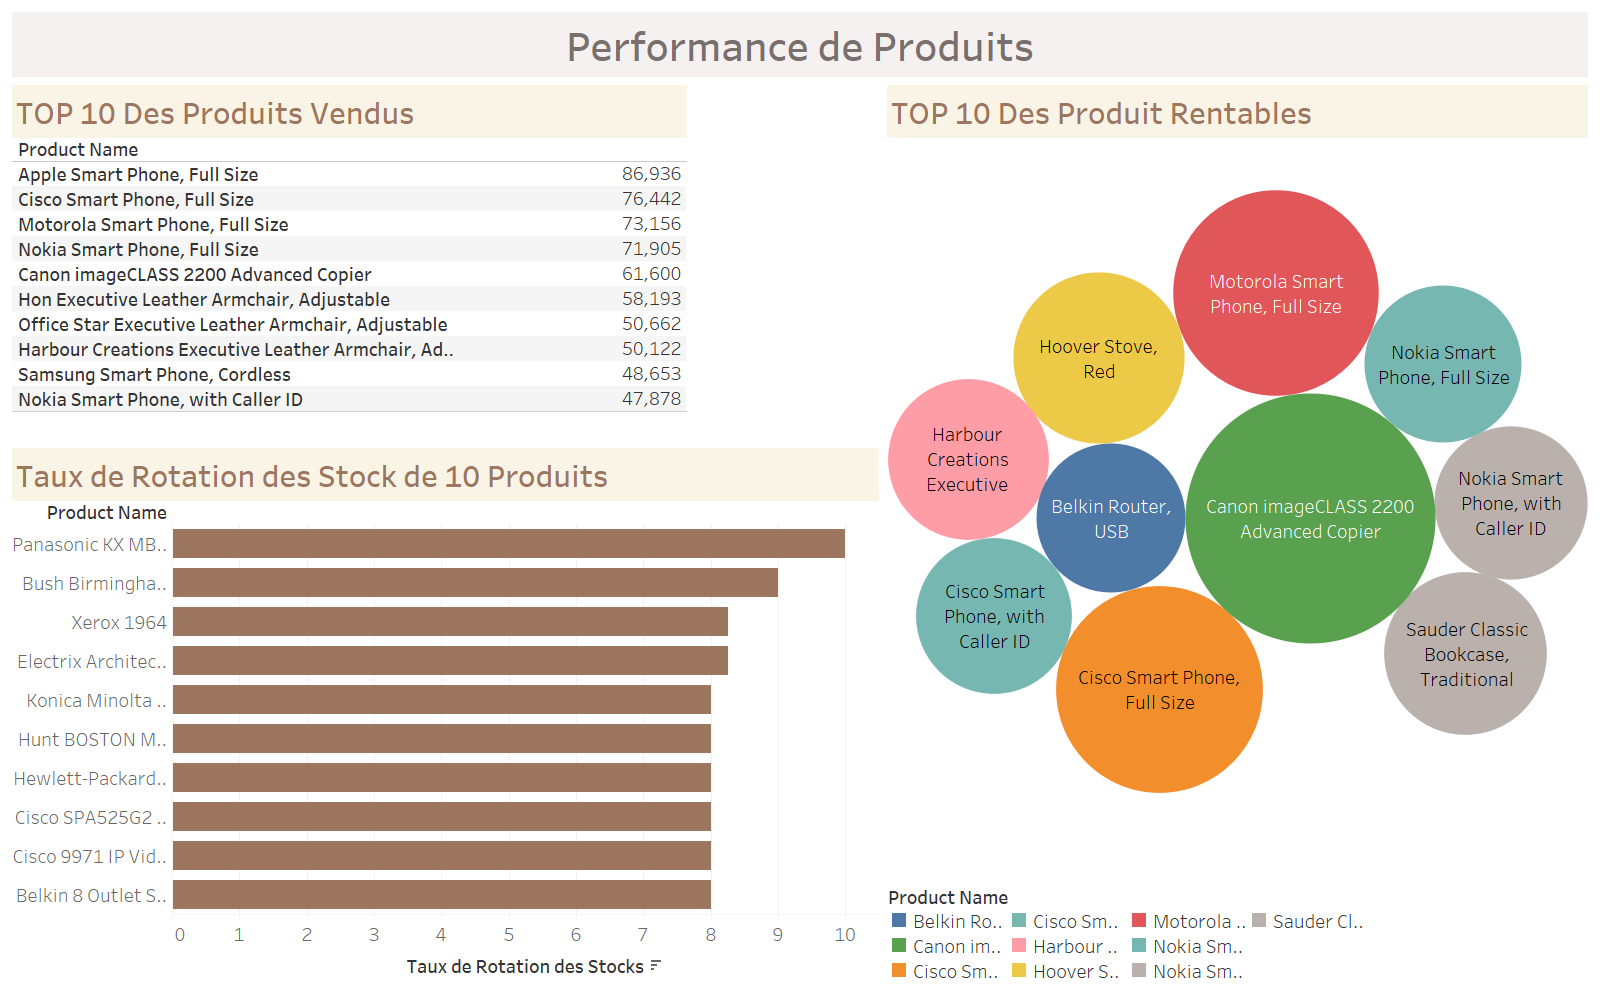 Performance de Produits
TOP 10 Des Produits Vendus
Product Name
Apple Smart Phone, Full Size 86,936
Cisco Smart Phone, Full Size 76,442
Motorola Smart Phone, Full Size 73,156
Nokia Smart Phone, Full Size 71,905
Canon imageCLASS 2200 Advanced Copier 61,600
Hon Executive Leather Armchair, Adjustable 58,193
Office Star Executive Leather Armchair, Adjustable 50,662
Harbour Creations Executive Leather Armchair, Ad.. 50,122
Samsung Smart Phone, Cordless 48,653
Nokia Smart Phone, with Caller ID 47,878
Taux de Rotation des Stock de 10 Produits
Product Name
Panasonic KX MB..
Bush Birmingha..
Xerox 1964
Electrix Architec..
Konica Minolta ..
Hunt BOSTON M..
Hewlett-Packard..
Cisco SPA525G2 ..
Cisco 9971 IP Vid..
Belkin 8 Outlet S..
0 1 2 3 4 5 6 7 8 9 10
Taux de Rotation des Stocks
TOP 10 Des Produit Rentables
Motorola Smart
Phone, Full Size
Hoover Stove,
Red
Nokia Smart
Phone, Full Size
Harbour
Creations
Executive
Belkin Router,
USB
Canon imageCLASS 2200
Advanced Copier
Nokia Smart
Phone, with
Caller ID
Cisco Smart
Phone, with
Caller ID
Cisco Smart Phone,
Full Size
Sauder Classic
Bookcase,
Traditional
Product Name
Belkin Ro.. Cisco Sm.. Motorola .. Sauder Cl..
Canon im.. Harbour .. Nokia Sm..
Cisco Sm.. Hoover S.. Nokia Sm..